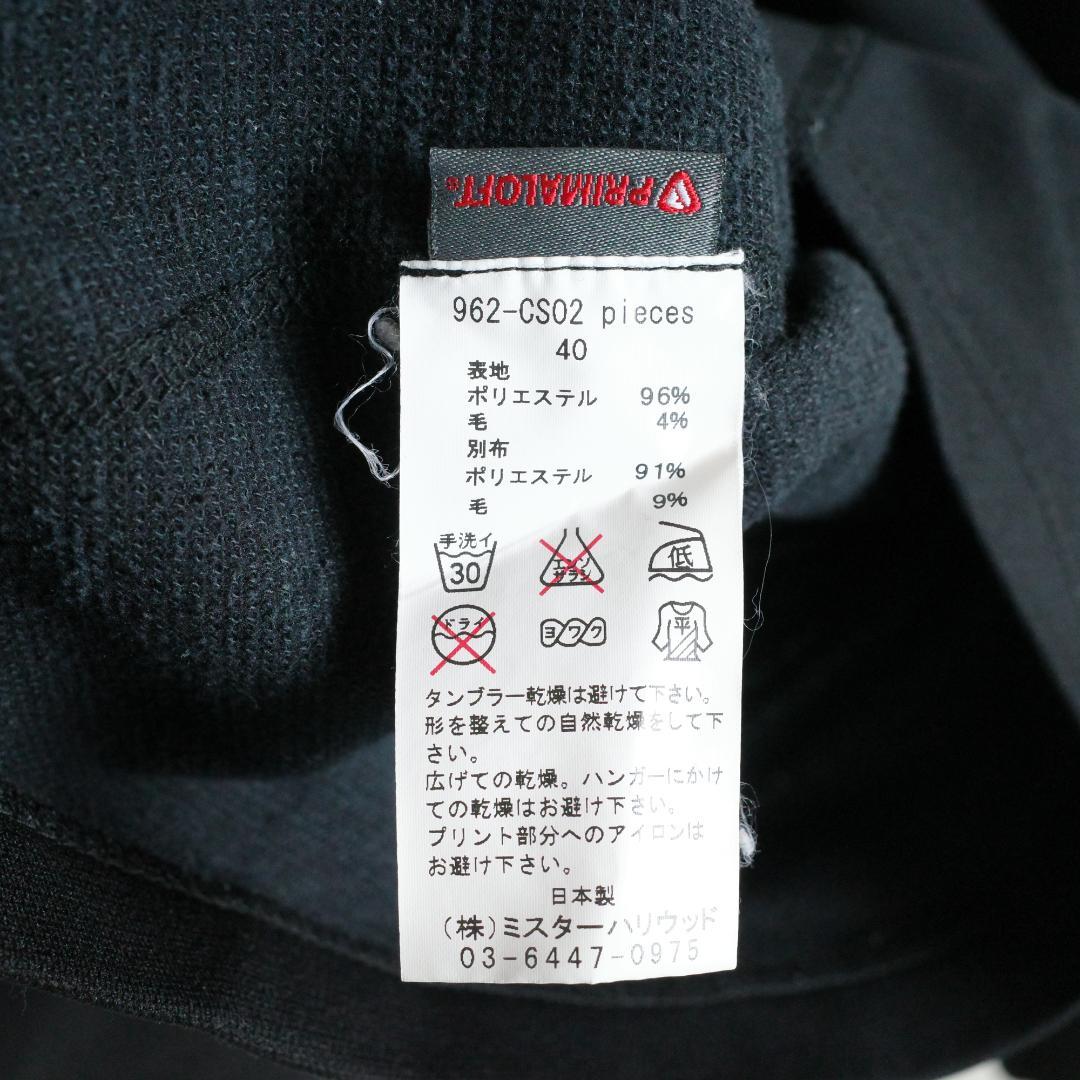 PRIMALOFT®
962-CS02 pieces
40
表地
ポリエステル 96%
毛 4%
別布
ポリエステル 91%
毛 9%
手洗イ
30
エンソ
サラシ
低
ドライ
ヨワク
平
タンブラー乾燥は避けて下さい。
形を整えての自然乾燥をして下
さい。
広げての乾燥。ハンガーにかけ
ての乾燥はお避け下さい。
プリント部分へのアイロンは
お避け下さい。
日本製
(株)ミスターハリウッド
03-6447-0975